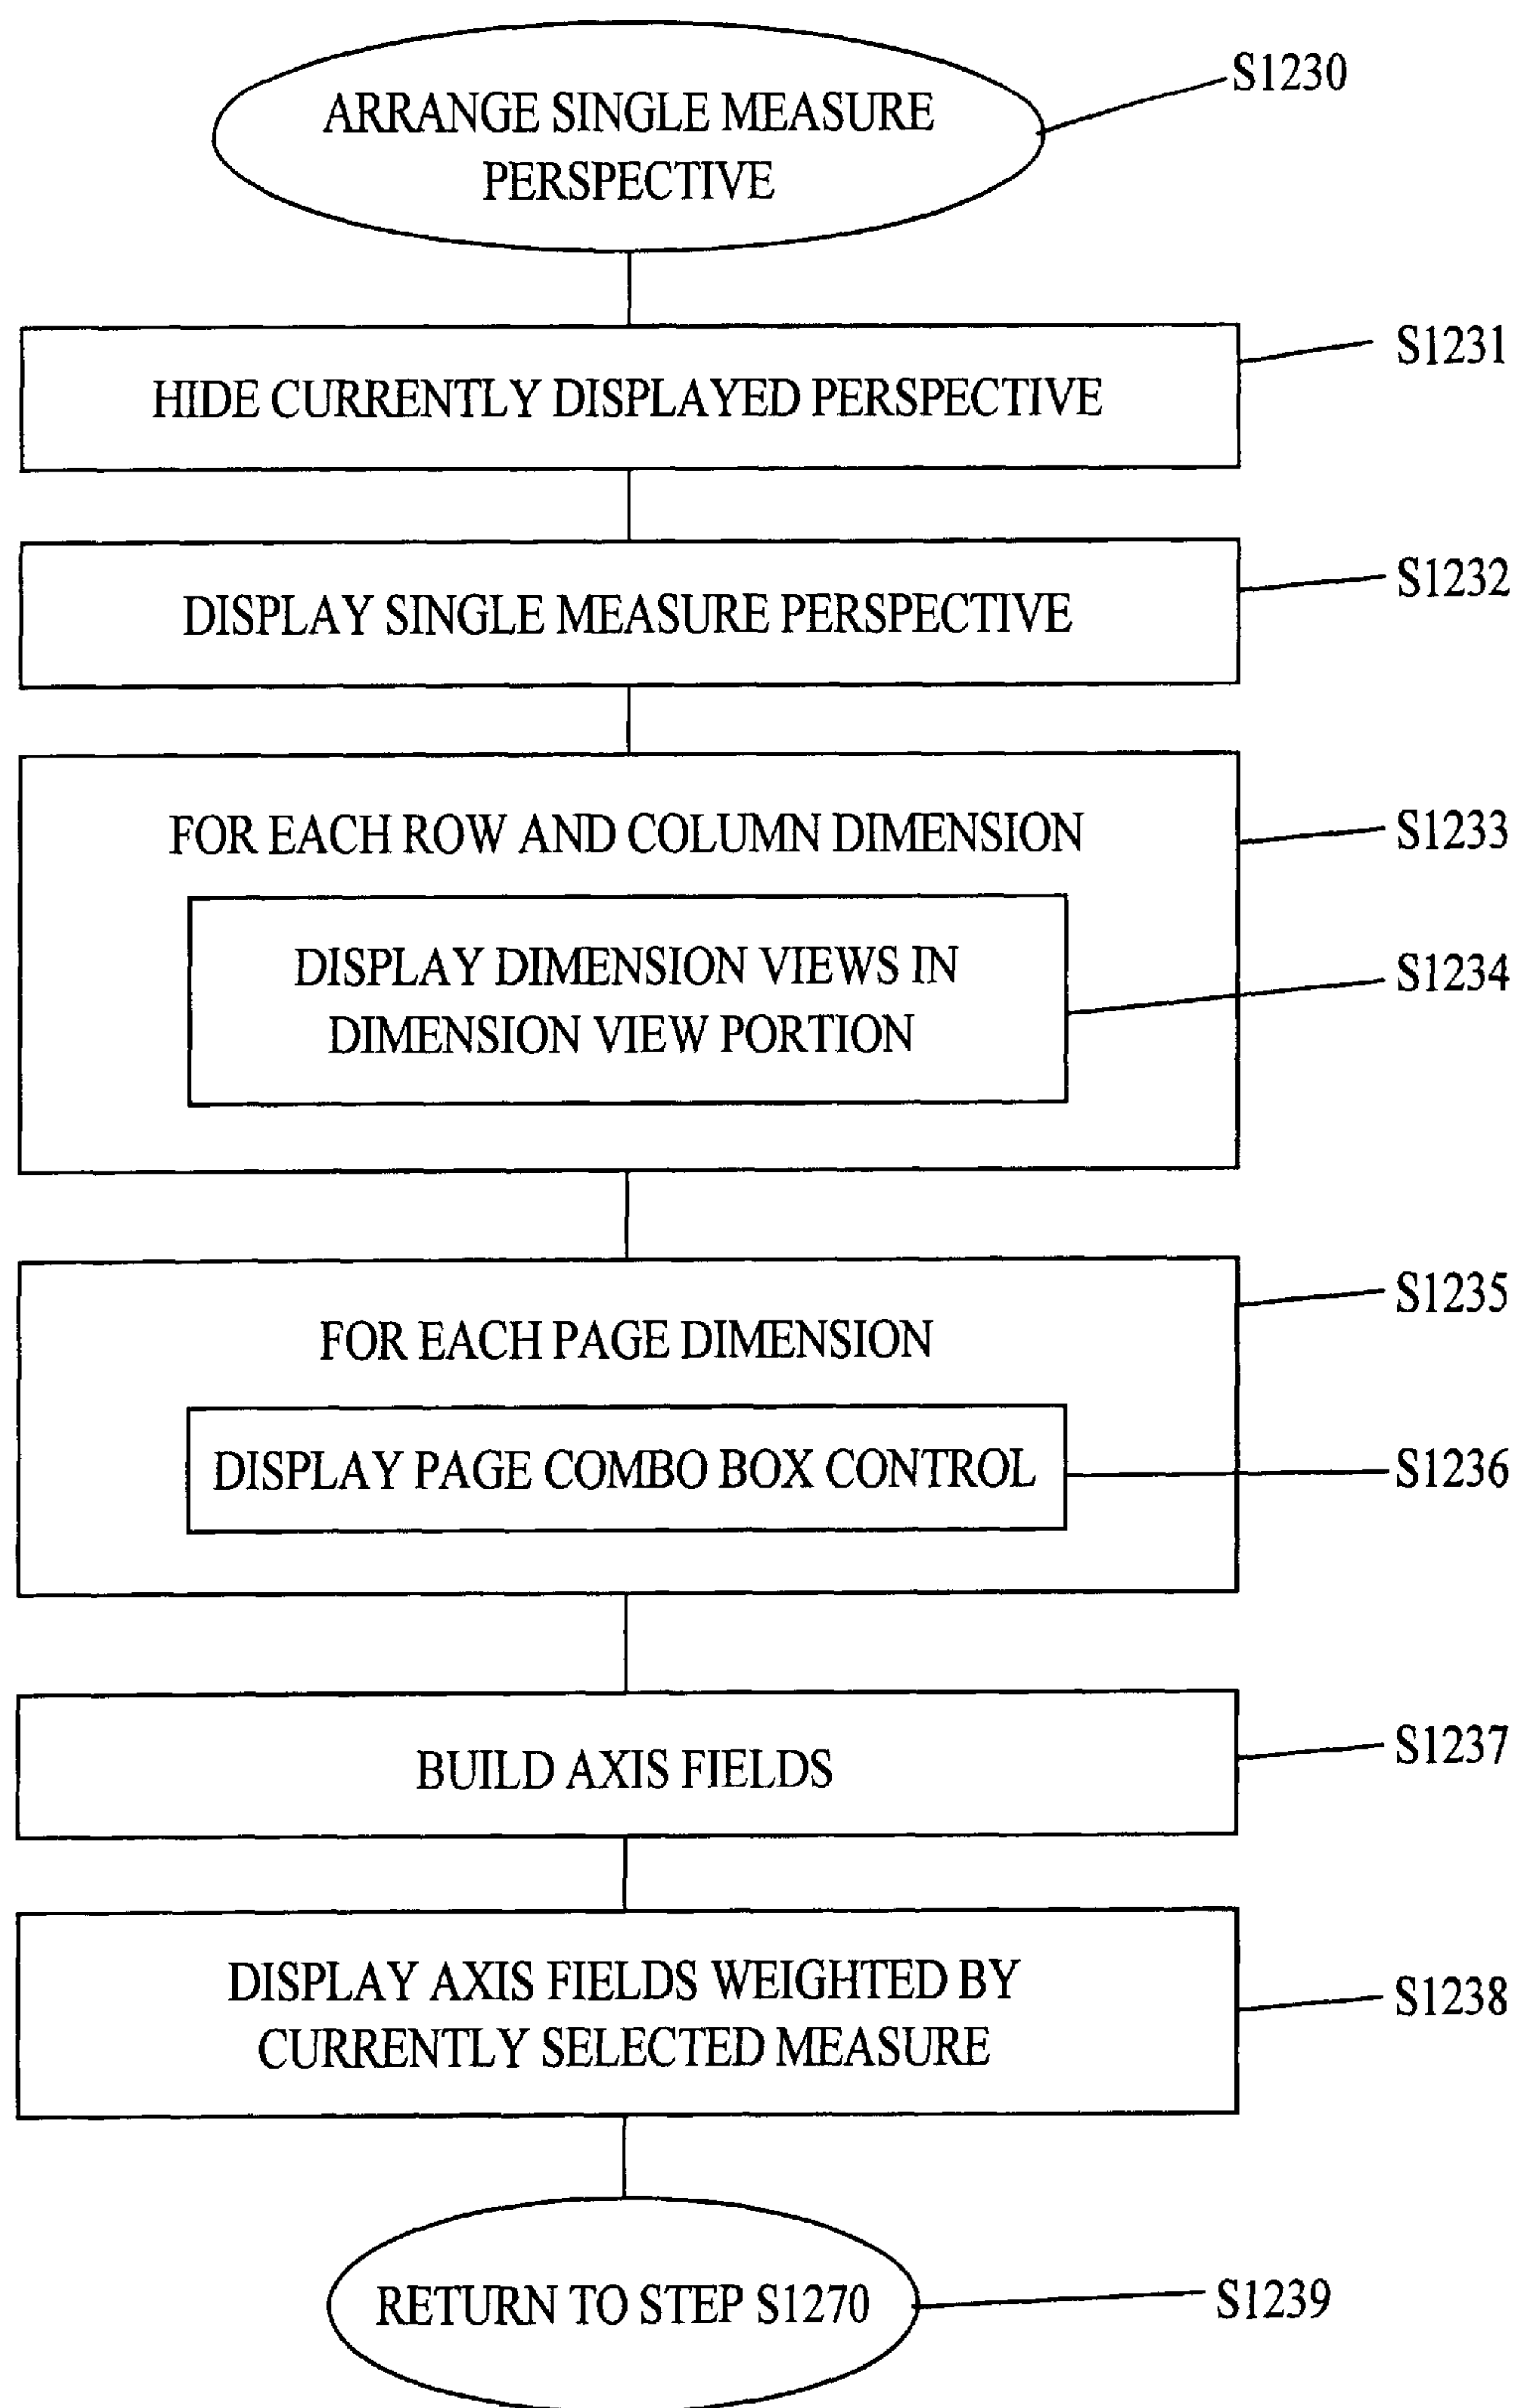 ARRANGE SINGLE MEASURE
PERSPECTIVE
S1230
HIDE CURRENTLY DISPLAYED PERSPECTIVE
S1231
DISPLAY SINGLE MEASURE PERSPECTIVE
S1232
FOR EACH ROW AND COLUMN DIMENSION
S1233
DISPLAY DIMENSION VIEWS IN
DIMENSION VIEW PORTION
S1234
FOR EACH PAGE DIMENSION
S1235
DISPLAY PAGE COMBO BOX CONTROL
S1236
BUILD AXIS FIELDS
S1237
DISPLAY AXIS FIELDS WEIGHTED BY
CURRENTLY SELECTED MEASURE
S1238
RETURN TO STEP S1270
S1239